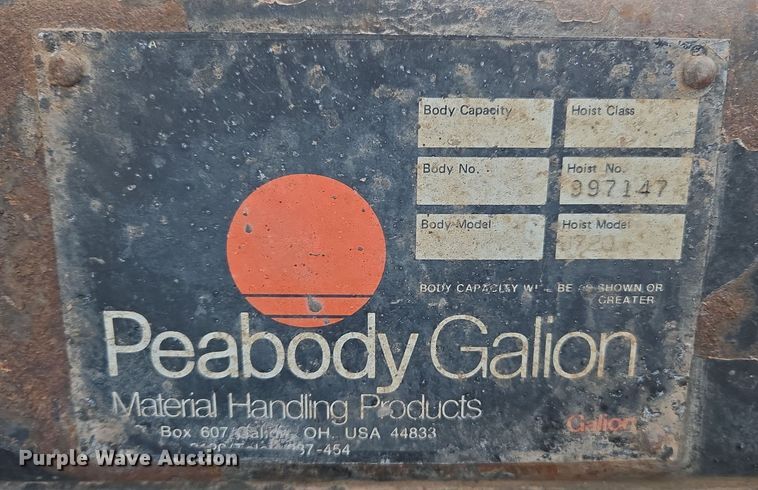 Body Capacity
Hoist Class
Body No.
Hoist No.
997147
Body Model
Hoist Model
BODY CAPACITY WILL BE AS SHOWN OR
GREATER
Peabody Galion
Material Handling Products
Box 607, Galion, OH. USA 44833
Galion
Purple Wave Auction